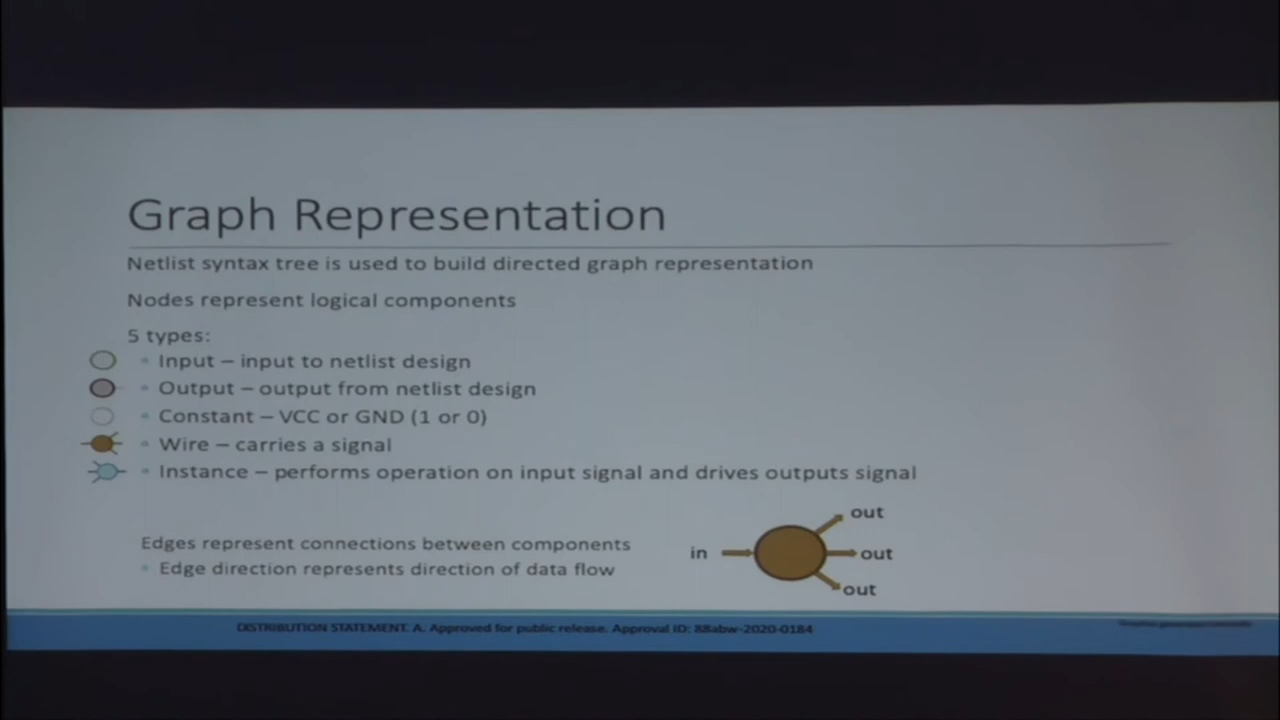 Graph Representation
Netlist syntax tree is used to build directed graph representation
Nodes represent logical components
5 types:
Input – input to netlist design
Output – output from netlist design
Constant – VCC or GND (1 or 0)
Wire – carries a signal
Instance – performs operation on input signal and drives outputs signal
out
Edges represent connections between components
in
out
Edge direction represents direction of data flow
out
DISTRIBUTION STATEMENT A. Approved for public release. Approval ID: 88abw-2020-0184